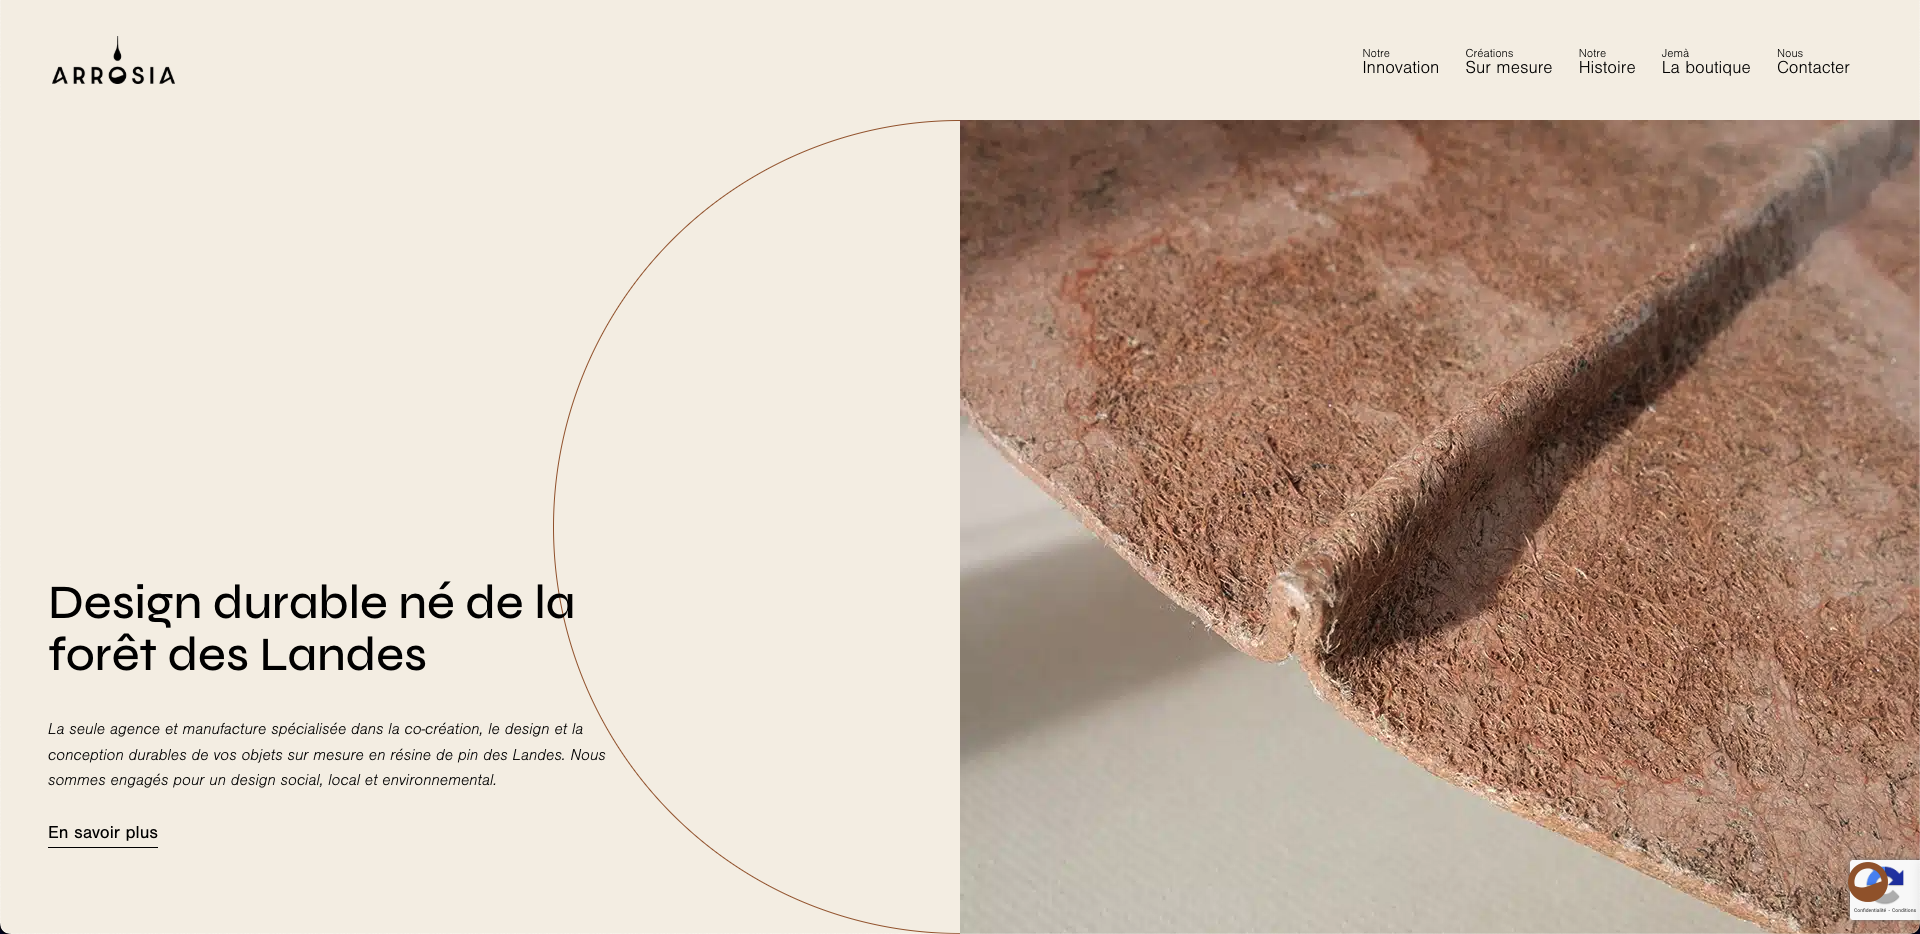 ARROSIA
Notre
Innovation
Créations
Sur mesure
Notre
Histoire
Jemà
La boutique
Nous
Contacter
Design durable né de la
forêt des Landes
La seule agence et manufacture spécialisée dans la co-création, le design et la
conception durables de vos objets sur mesure en résine de pin des Landes. Nous
sommes engagés pour un design social, local et environnemental.
En savoir plus
Confidentialité - Conditions